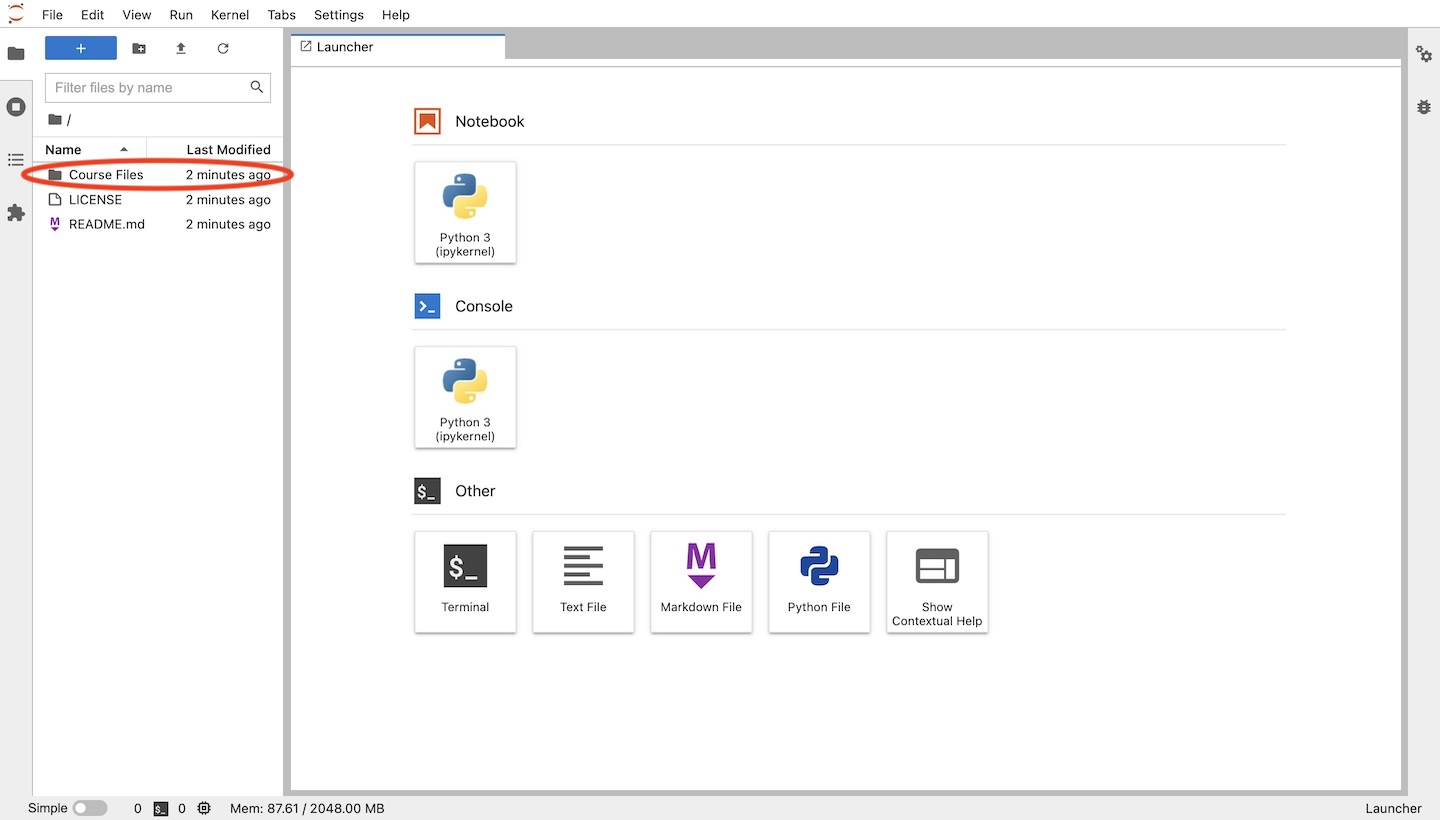 File Edit View Run Kernel Tabs Settings Help
+
Launcher
Filter files by name
/
Name Last Modified
Course Files 2 minutes ago
LICENSE 2 minutes ago
M README.md 2 minutes ago
Notebook
Python 3
(ipykernel)
>_ Console
Python 3
(ipykernel)
$_ Other
$_
Terminal
Text File
M
Markdown File
Python File
Show
Contextual Help
Simple 0 $_ 0 Mem: 87.61 / 2048.00 MB Launcher